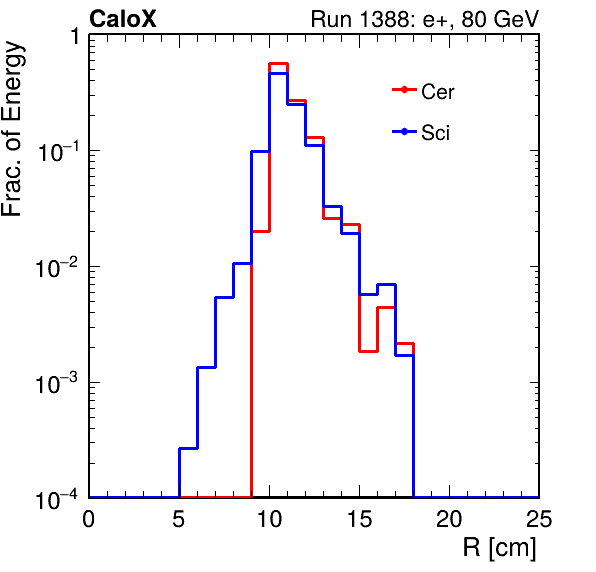 CaloX Run 1388: e+, 80 GeV
Frac. of Energy
1
10⁻¹
10⁻²
10⁻³
10⁻⁴
Cer
Sci
0 5 10 15 20 25
R [cm]